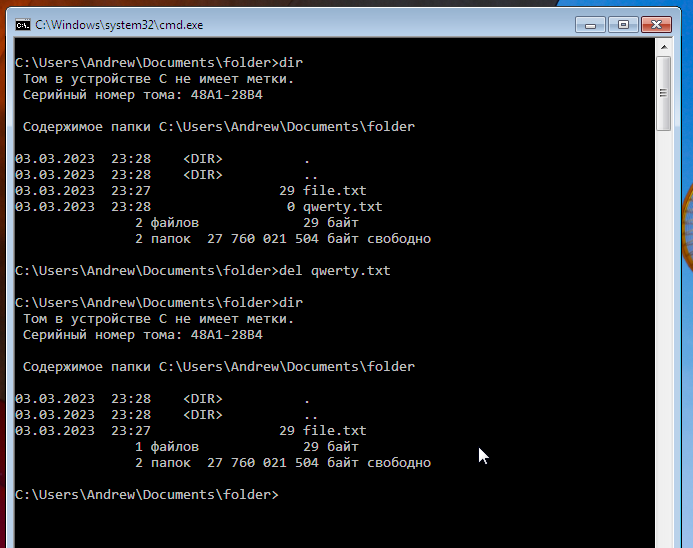 C:\Windows\system32\cmd.exe
C:\Users\Andrew\Documents\folder>dir
Том в устройстве C не имеет метки.
Серийный номер тома: 48A1-28B4
Содержимое папки C:\Users\Andrew\Documents\folder
03.03.2023  23:28    <DIR>          .
03.03.2023  23:28    <DIR>          ..
03.03.2023  23:27                29 file.txt
03.03.2023  23:28                 0 qwerty.txt
2 файлов             29 байт
2 папок  27 760 021 504 байт свободно
C:\Users\Andrew\Documents\folder>del qwerty.txt
C:\Users\Andrew\Documents\folder>dir
Том в устройстве C не имеет метки.
Серийный номер тома: 48A1-28B4
Содержимое папки C:\Users\Andrew\Documents\folder
03.03.2023  23:28    <DIR>          .
03.03.2023  23:28    <DIR>          ..
03.03.2023  23:27                29 file.txt
1 файлов             29 байт
2 папок  27 760 021 504 байт свободно
C:\Users\Andrew\Documents\folder>